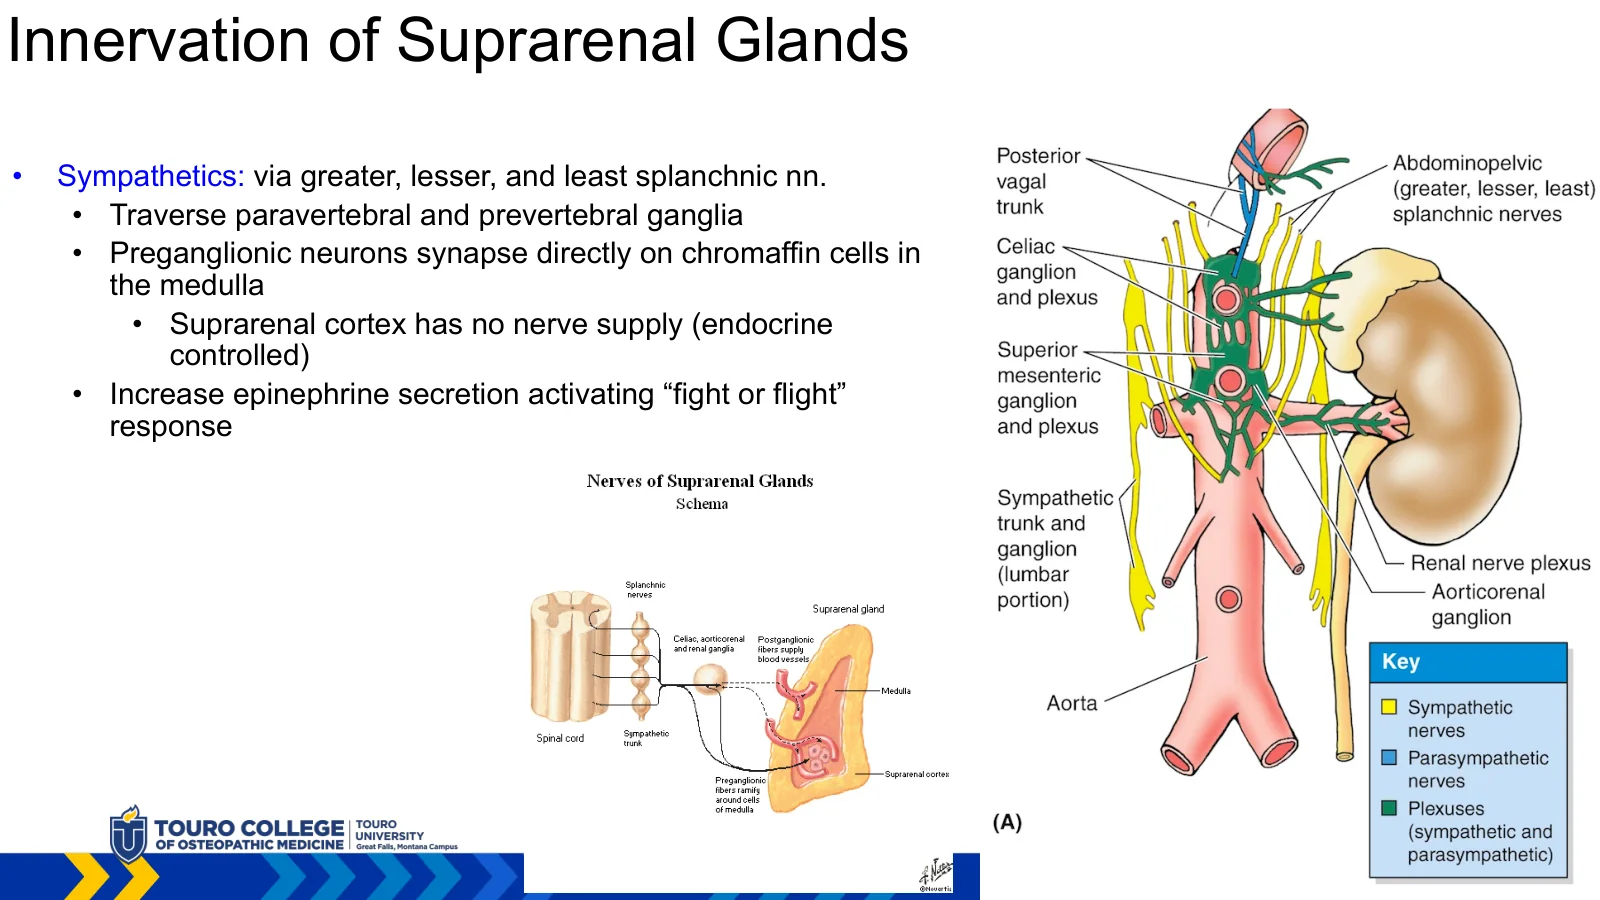 Innervation of Suprarenal Glands
• Sympathetics: via greater, lesser, and least splanchnic nn.
• Traverse paravertebral and prevertebral ganglia
• Preganglionic neurons synapse directly on chromaffin cells in
the medulla
• Suprarenal cortex has no nerve supply (endocrine
controlled)
• Increase epinephrine secretion activating “fight or flight”
response
Nerves of Suprarenal Glands
Schema
Splanchnic
nerves
Suprarenal gland
Celiac, aorticorenal
and renal ganglia
Postganglionic
fibers supply
blood vessels
Medulla
Spinal cord
Sympathetic
trunk
Suprarenal cortex
Preganglionic
fibers ramify
around cells
of medulla
Posterior
vagal
trunk
Abdominopelvic
(greater, lesser, least)
splanchnic nerves
Celiac
ganglion
and plexus
Superior
mesenteric
ganglion
and plexus
Sympathetic
trunk and
ganglion
(lumbar
portion)
Renal nerve plexus
Aorticorenal
ganglion
Aorta
Key
Sympathetic
nerves
Parasympathetic
nerves
Plexuses
(sympathetic and
parasympathetic)
(A)
TOURO COLLEGE
OF OSTEOPATHIC MEDICINE
TOURO
UNIVERSITY
Great Falls, Montana Campus